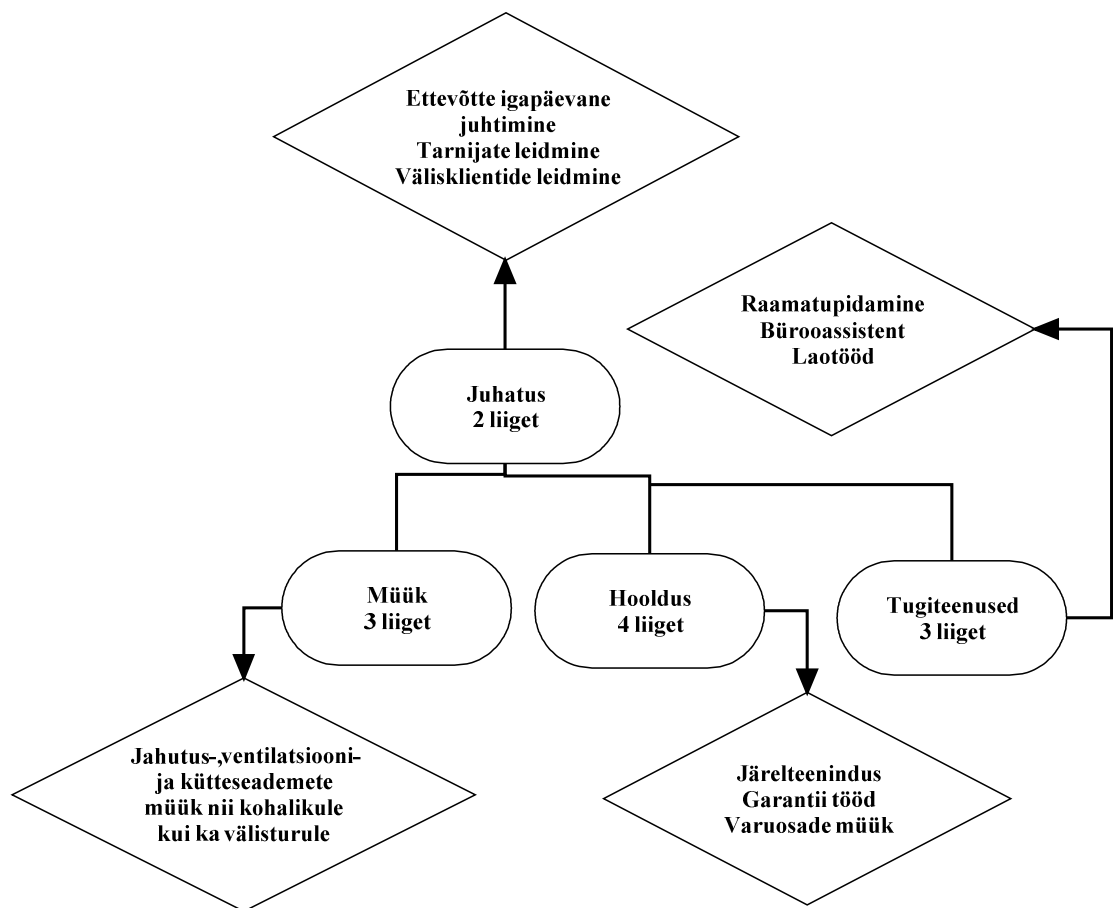 Ettevõtte igapäevane
juhtimine
Tarnijate leidmine
Välisklientide leidmine
Raamatupidamine
Bürooassistent
Laotööd
Juhatus
2 liiget
Müük
3 liiget
Hooldus
4 liiget
Tugiteenused
3 liiget
Jahutus-,ventilatsiooni-
ja kütteseademete
müük nii kohalikule
kui ka välisturule
Järelteenindus
Garantii tööd
Varuosade müük